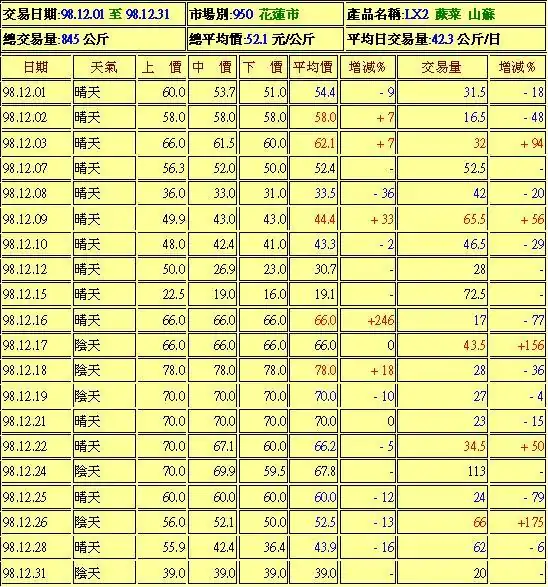 交易日期:98.12.01 至 98.12.31 市場別:950 花蓮市 產品名稱:LX2 蕨菜 山蘇
總交易量:845 公斤 總平均價:52.1 元/公斤 平均日交易量:42.3 公斤/日
日期 天氣 上 價 中 價 下 價 平均價 增減% 交易量 增減%
98.12.01 晴天 60.0 53.7 51.0 54.4 - 9 31.5 - 18
98.12.02 晴天 58.0 58.0 58.0 58.0 + 7 16.5 - 48
98.12.03 晴天 66.0 61.5 60.0 62.1 + 7 32 + 94
98.12.07 晴天 56.3 52.0 50.0 52.4 - 52.5 -
98.12.08 晴天 36.0 33.0 31.0 33.5 - 36 42 - 20
98.12.09 晴天 49.9 43.0 43.0 44.4 + 33 65.5 + 56
98.12.10 晴天 48.0 42.4 41.0 43.3 - 2 46.5 - 29
98.12.12 晴天 50.0 26.9 23.0 30.7 - 28 -
98.12.15 晴天 22.5 19.0 16.0 19.1 - 72.5 -
98.12.16 晴天 66.0 66.0 66.0 66.0 +246 17 - 77
98.12.17 陰天 66.0 66.0 66.0 66.0 0 43.5 +156
98.12.18 陰天 78.0 78.0 78.0 78.0 + 18 28 - 36
98.12.19 陰天 70.0 70.0 70.0 70.0 - 10 27 - 4
98.12.21 晴天 70.0 70.0 70.0 70.0 0 23 - 15
98.12.22 晴天 70.0 67.1 60.0 66.2 - 5 34.5 + 50
98.12.24 陰天 70.0 69.9 59.5 67.8 - 113 -
98.12.25 晴天 60.0 60.0 60.0 60.0 - 12 24 - 79
98.12.26 陰天 56.0 52.1 50.0 52.5 - 13 66 +175
98.12.28 晴天 55.9 42.4 36.4 43.9 - 16 62 - 6
98.12.31 陰天 39.0 39.0 39.0 39.0 - 20 -